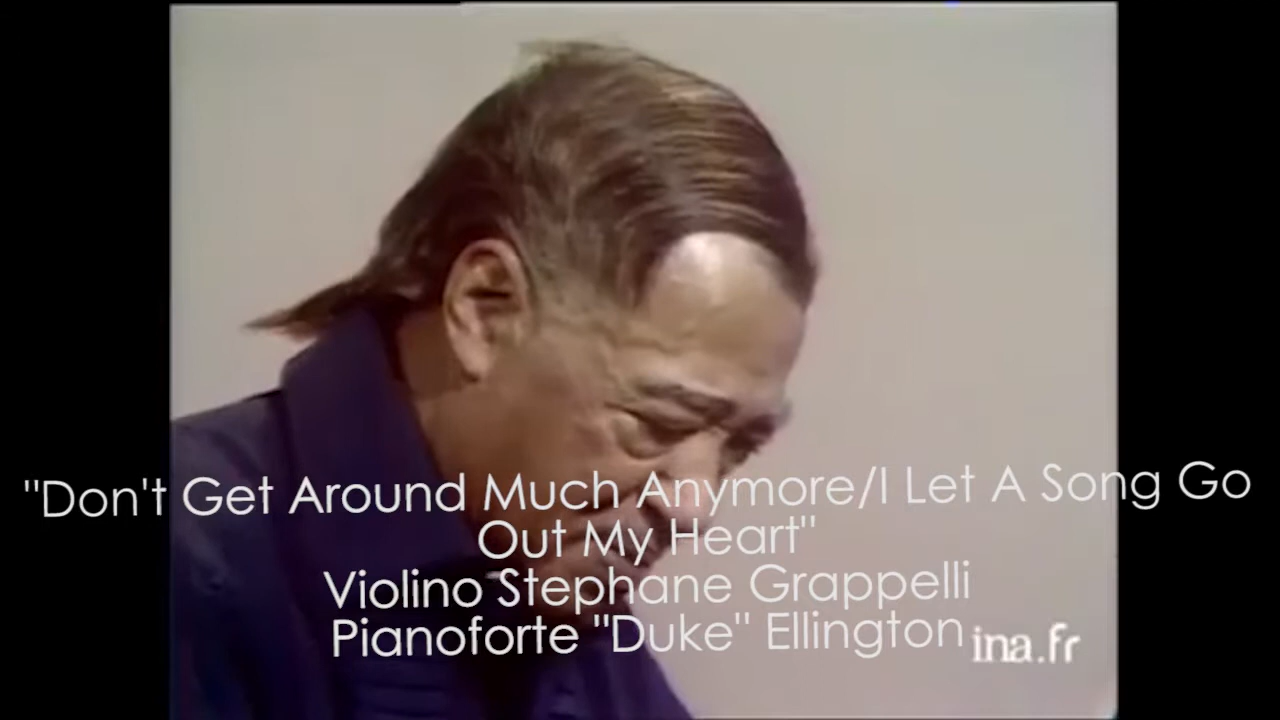 "Don't Get Around Much Anymore/I Let A Song Go
Out My Heart"
Violino Stephane Grappelli
Pianoforte "Duke" Ellington
ina.fr